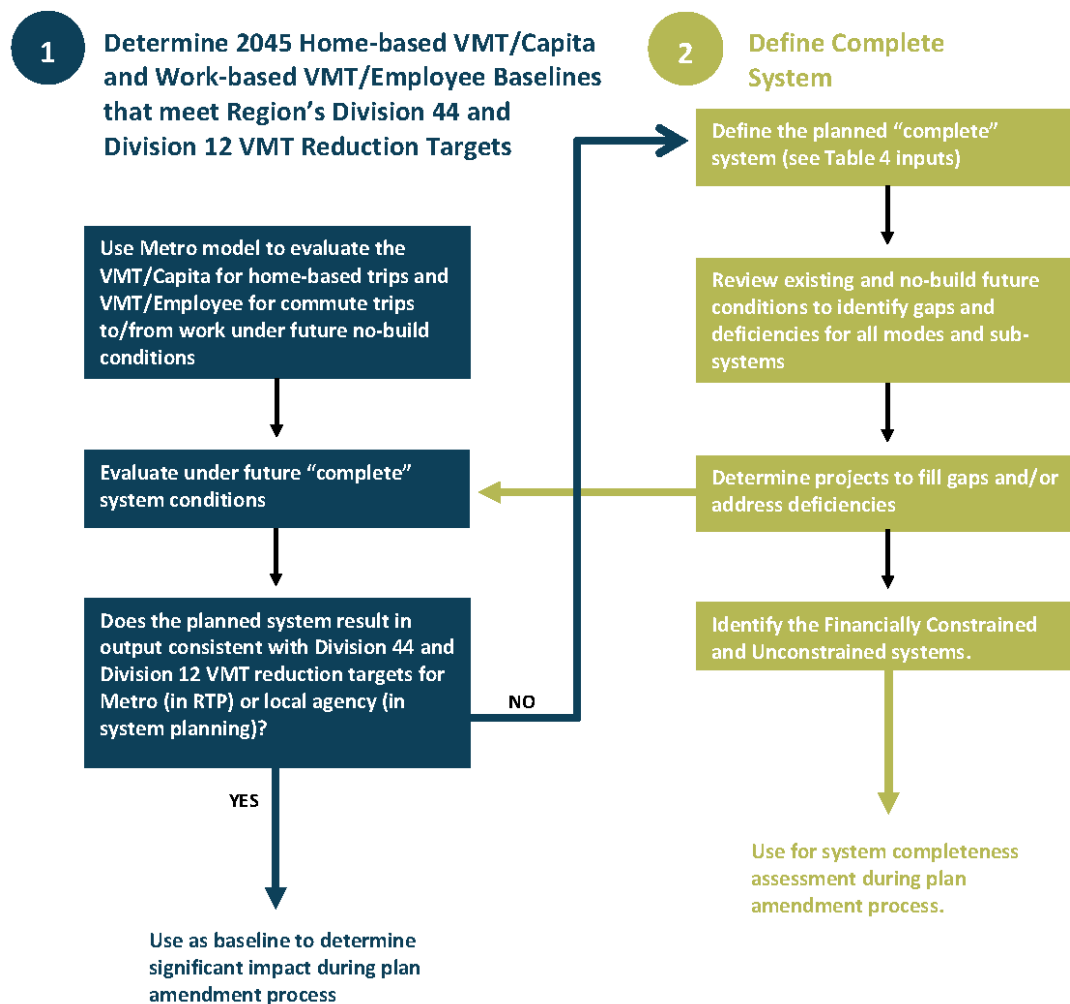 1
Determine 2045 Home-based VMT/Capita
and Work-based VMT/Employee Baselines
that meet Region's Division 44 and
Division 12 VMT Reduction Targets
Use Metro model to evaluate the
VMT/Capita for home-based trips and
VMT/Employee for commute trips
to/from work under future no-build
conditions
Evaluate under future “complete”
system conditions
Does the planned system result in
output consistent with Division 44 and
Division 12 VMT reduction targets for
Metro (in RTP) or local agency (in
system planning)?
NO
YES
Use as baseline to determine
significant impact during plan
amendment process
2
Define Complete
System
Define the planned “complete”
system (see Table 4 inputs)
Review existing and no-build future
conditions to identify gaps and
deficiencies for all modes and sub-
systems
Determine projects to fill gaps and/or
address deficiencies
Identify the Financially Constrained
and Unconstrained systems.
Use for system completeness
assessment during plan
amendment process.